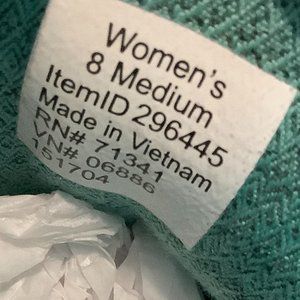 Women's
8 Medium
ItemID 296445
Made in Vietnam
RN# 71341
VN# 06886
151704